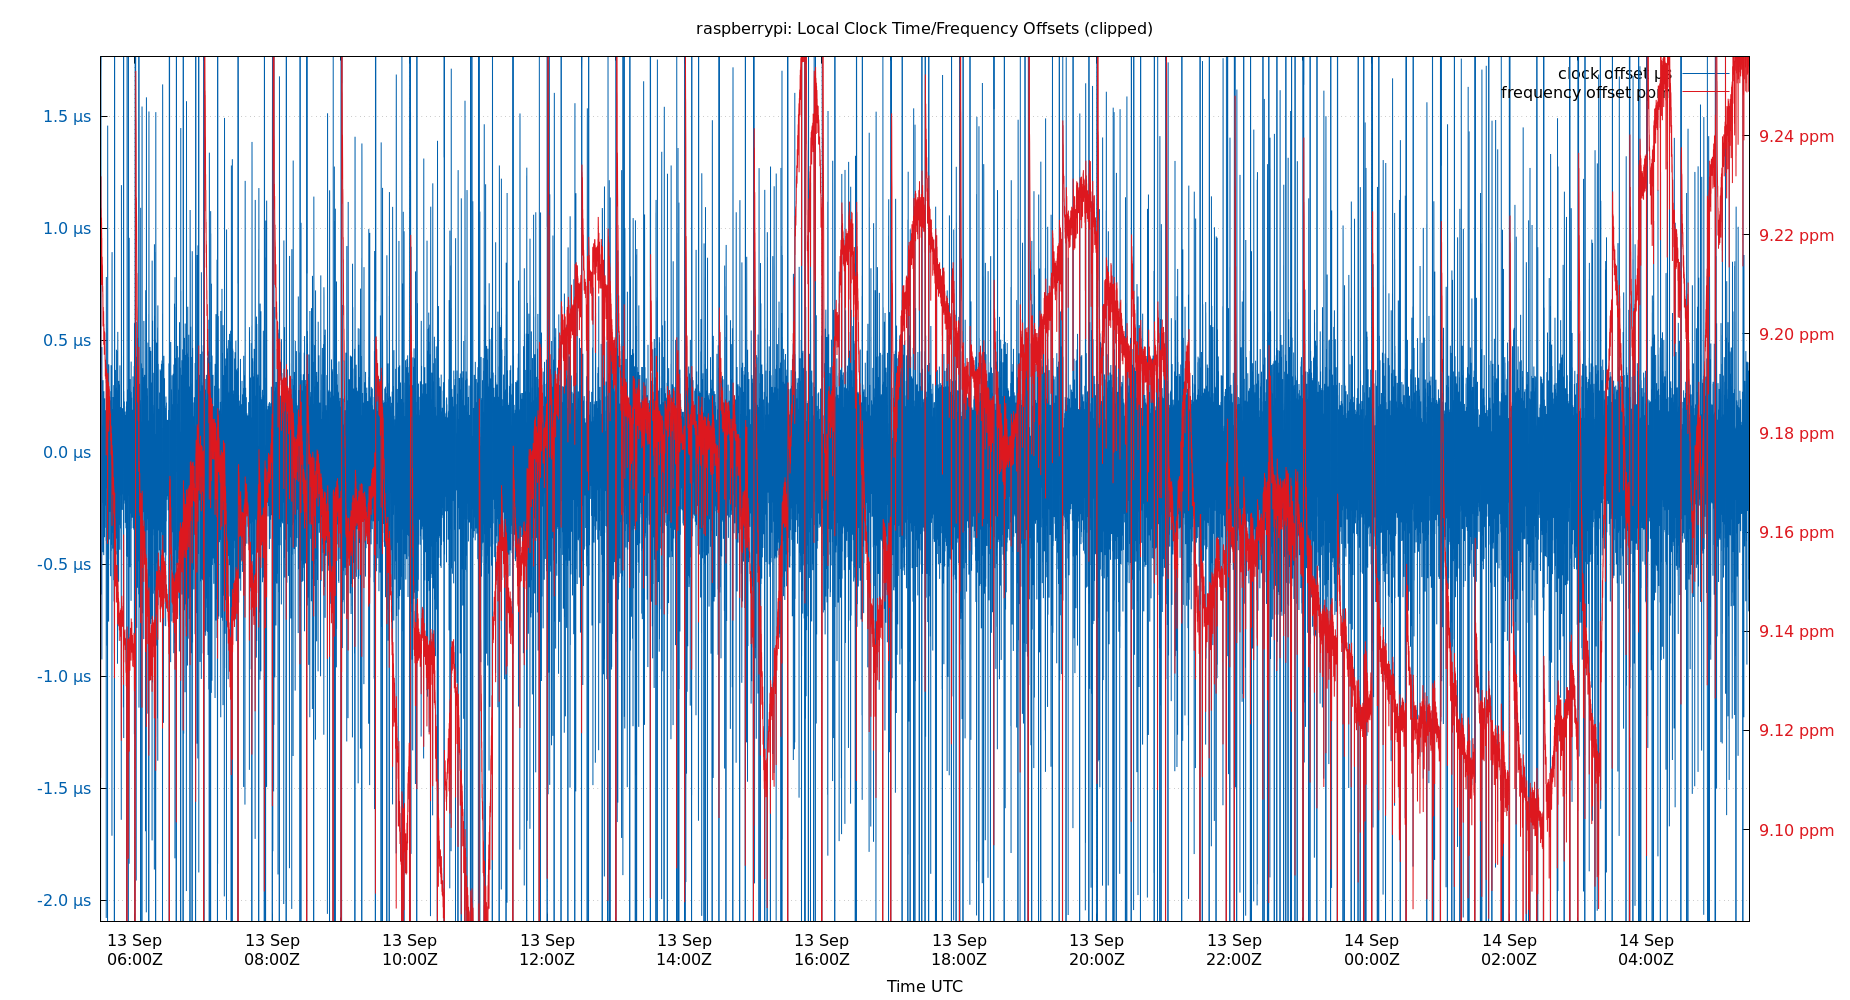 raspberrypi: Local Clock Time/Frequency Offsets (clipped)
clock offset µs
frequency offset ppm
1.5 µs
1.0 µs
0.5 µs
0.0 µs
-0.5 µs
-1.0 µs
-1.5 µs
-2.0 µs
9.24 ppm
9.22 ppm
9.20 ppm
9.18 ppm
9.16 ppm
9.14 ppm
9.12 ppm
9.10 ppm
13 Sep 13 Sep 13 Sep 13 Sep 13 Sep 13 Sep 13 Sep 13 Sep 13 Sep 14 Sep 14 Sep 14 Sep
06:00Z 08:00Z 10:00Z 12:00Z 14:00Z 16:00Z 18:00Z 20:00Z 22:00Z 00:00Z 02:00Z 04:00Z
Time UTC